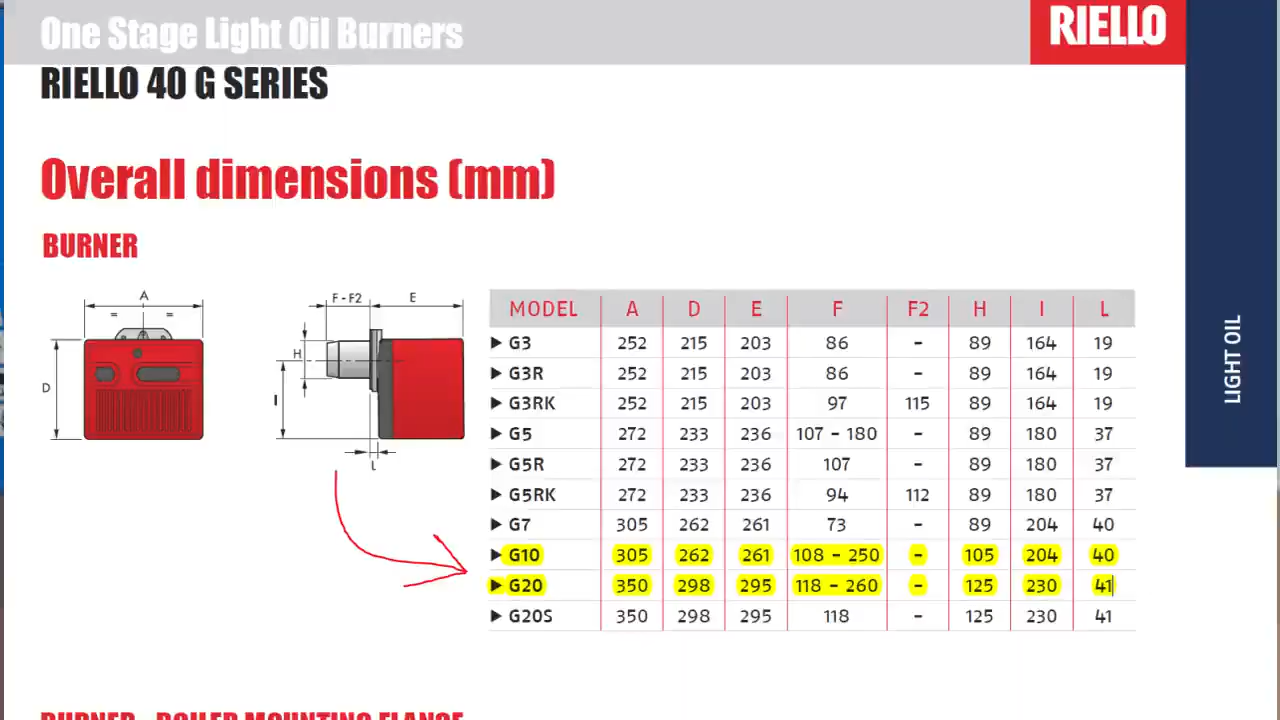 One Stage Light Oil Burners
RIELLO
RIELLO 40 G SERIES
Overall dimensions (mm)
BURNER
A
= =
D
F - F2 E
H
I
L
MODEL A D E F F2 H I L
G3 252 215 203 86 - 89 164 19
G3R 252 215 203 86 - 89 164 19
G3RK 252 215 203 97 115 89 164 19
G5 272 233 236 107 - 180 - 89 180 37
G5R 272 233 236 107 - 89 180 37
G5RK 272 233 236 94 112 89 180 37
G7 305 262 261 73 - 89 204 40
G10 305 262 261 108 - 250 - 105 204 40
G20 350 298 295 118 - 260 - 125 230 41
G20S 350 298 295 118 - 125 230 41
LIGHT OIL
BURNER - BOILER MOUNTING FLANGE